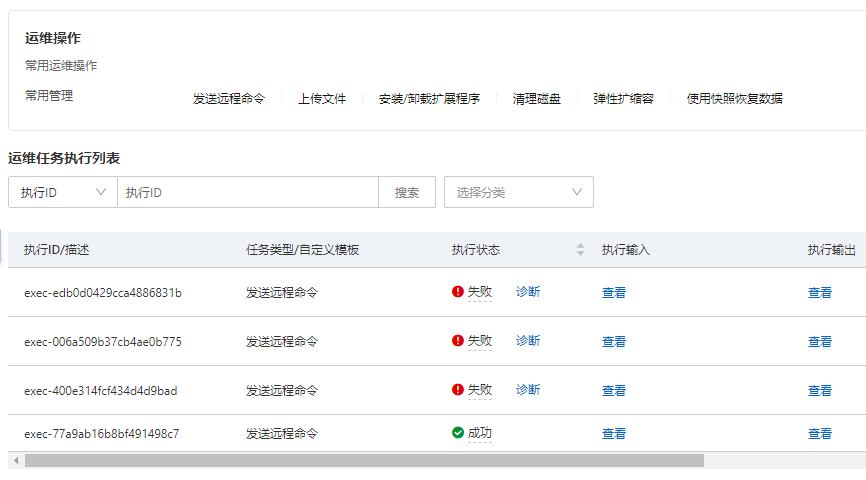 运维操作
常用运维操作
常用管理 发送远程命令 上传文件 安装/卸载扩展程序 清理磁盘 弹性扩缩容 使用快照恢复数据
运维任务执行列表
执行ID 执行ID 搜索 选择分类
执行ID/描述 任务类型/自定义模板 执行状态 执行输入 执行输出
exec-edb0d0429cca4886831b 发送远程命令 失败 诊断 查看 查看
exec-006a509b37cb4ae0b775 发送远程命令 失败 诊断 查看 查看
exec-400e314fcf434d4d9bad 发送远程命令 失败 诊断 查看 查看
exec-77a9ab16b8bf491498c7 发送远程命令 成功 查看 查看